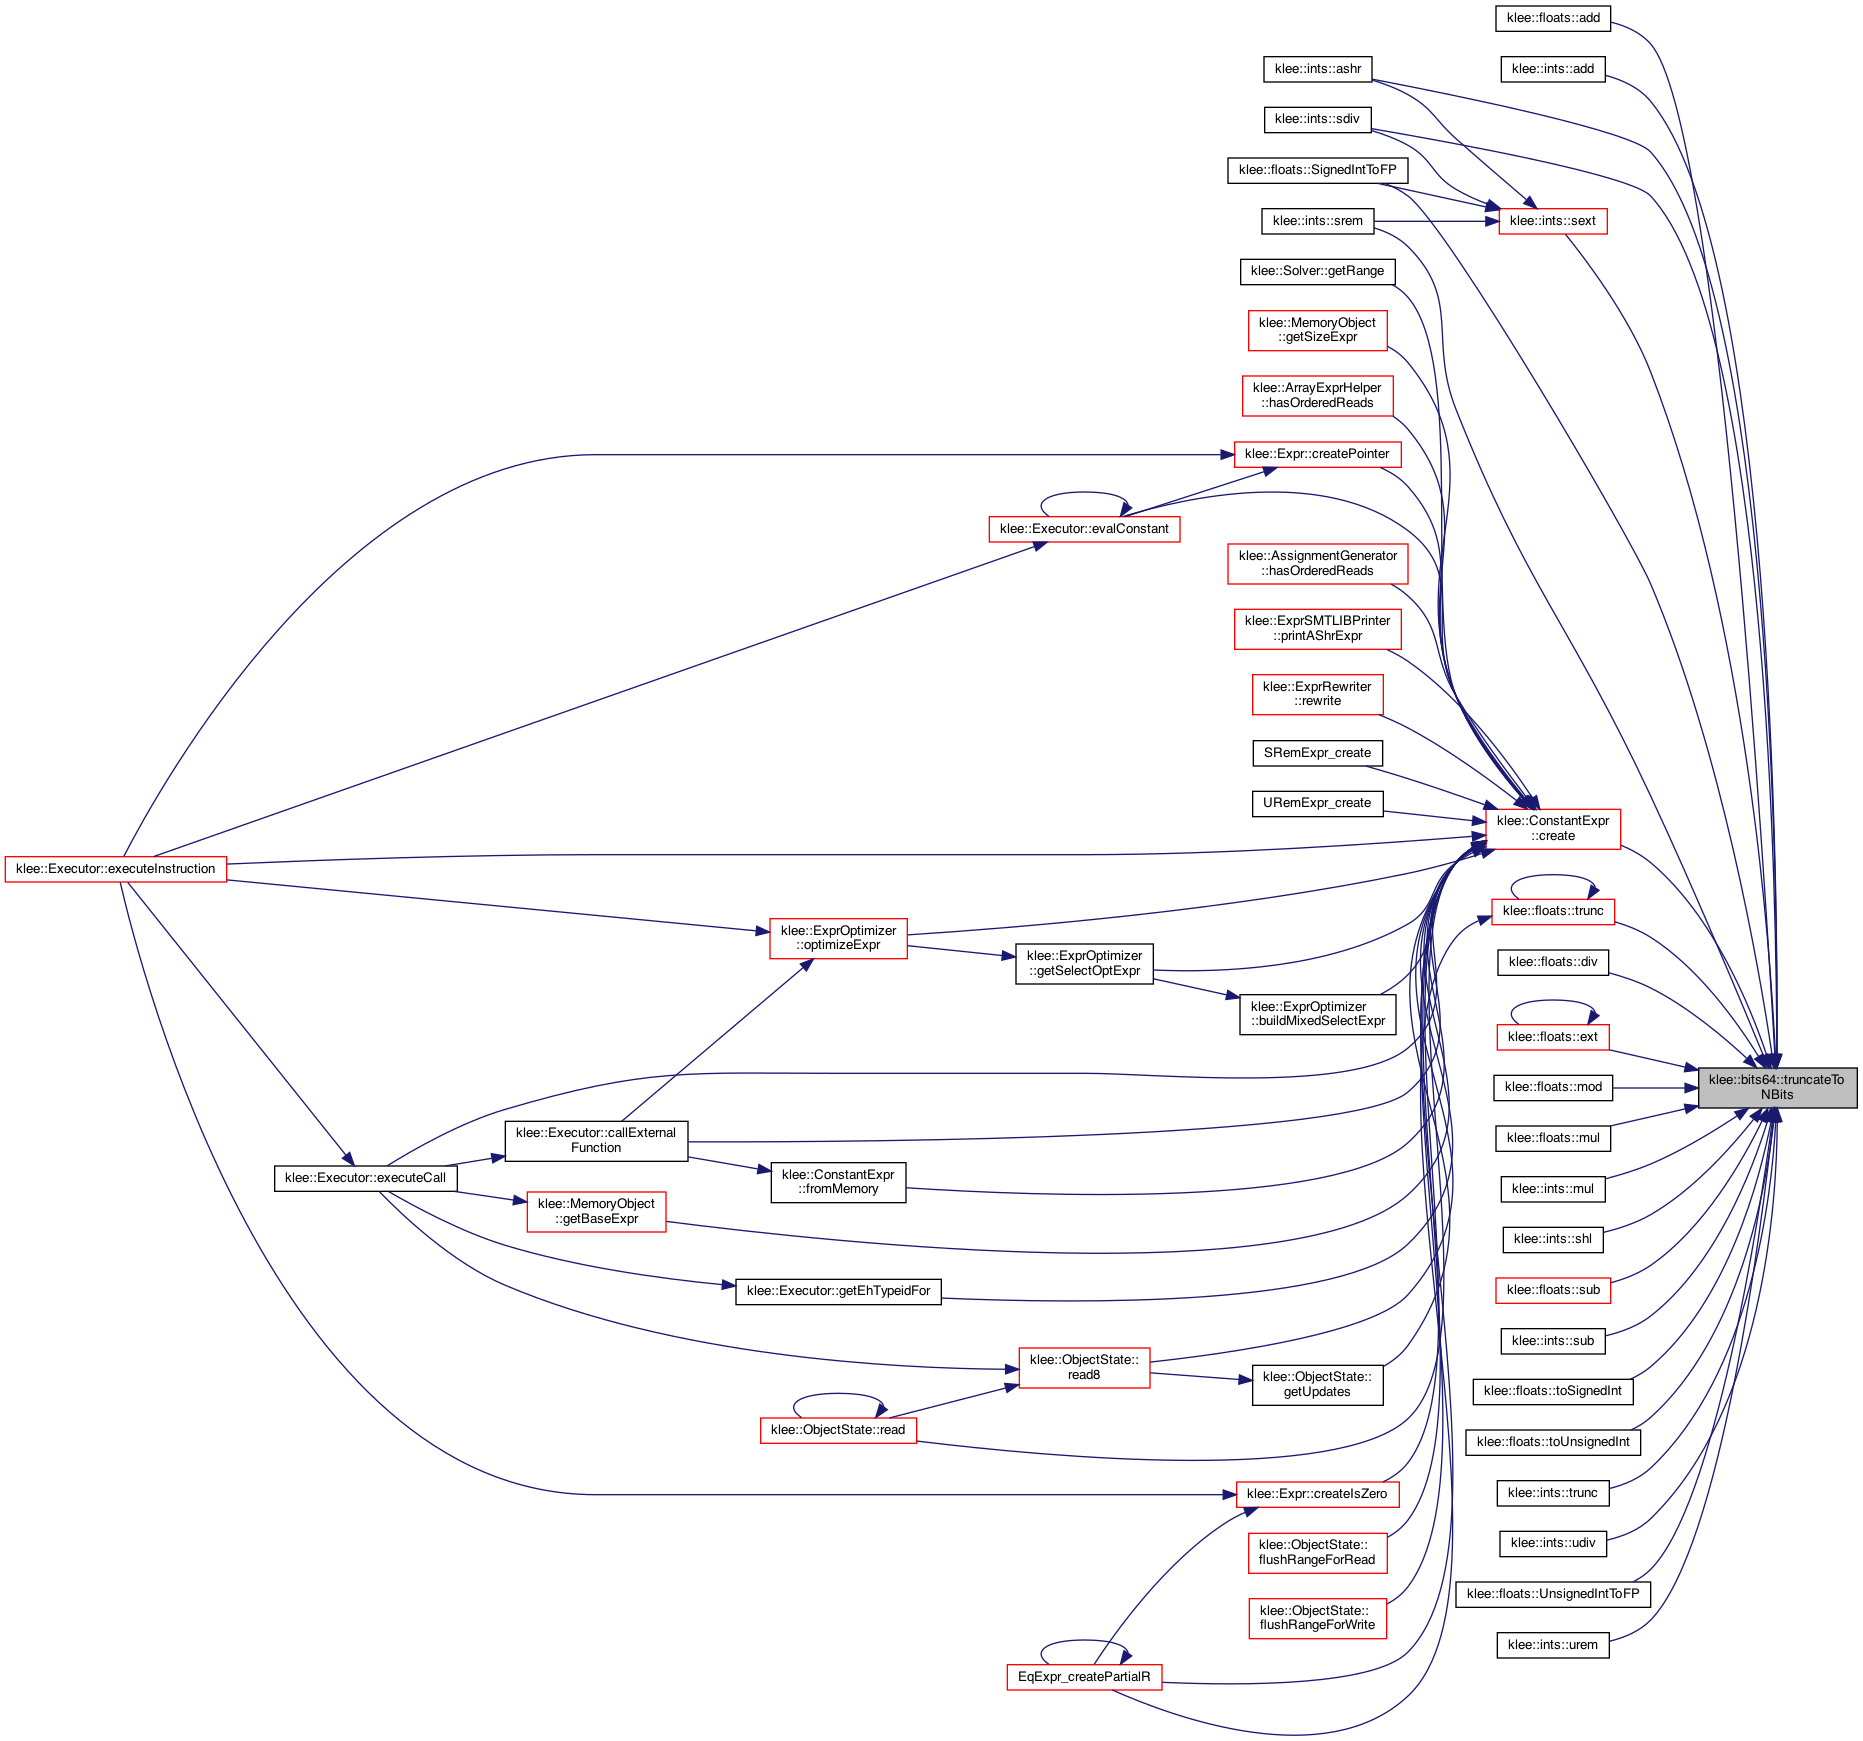 klee::floats::add
klee::ints::add
klee::ints::ashr
klee::ints::sdiv
klee::floats::SignedIntToFP
klee::ints::srem
klee::ints::sext
klee::Solver::getRange
klee::MemoryObject
::getSizeExpr
klee::ArrayExprHelper
::hasOrderedReads
klee::Expr::createPointer
klee::Executor::evalConstant
klee::AssignmentGenerator
::hasOrderedReads
klee::ExprSMTLIBPrinter
::printAShrExpr
klee::ExprRewriter
::rewrite
SRemExpr_create
URemExpr_create
klee::ConstantExpr
::create
klee::Executor::executeInstruction
klee::floats::trunc
klee::ExprOptimizer
::optimizeExpr
klee::ExprOptimizer
::getSelectOptExpr
klee::floats::div
klee::ExprOptimizer
::buildMixedSelectExpr
klee::floats::ext
klee::bits64::truncateTo
NBits
klee::floats::mod
klee::Executor::callExternal
Function
klee::floats::mul
klee::Executor::executeCall
klee::ConstantExpr
::fromMemory
klee::ints::mul
klee::MemoryObject
::getBaseExpr
klee::ints::shl
klee::Executor::getEhTypeidFor
klee::floats::sub
klee::ints::sub
klee::ObjectState::
read8
klee::ObjectState::
getUpdates
klee::floats::toSignedInt
klee::ObjectState::read
klee::floats::toUnsignedInt
klee::Expr::createIsZero
klee::ints::trunc
klee::ObjectState::
flushRangeForRead
klee::ints::udiv
klee::floats::UnsignedIntToFP
klee::ObjectState::
flushRangeForWrite
klee::ints::urem
EqExpr_createPartialR